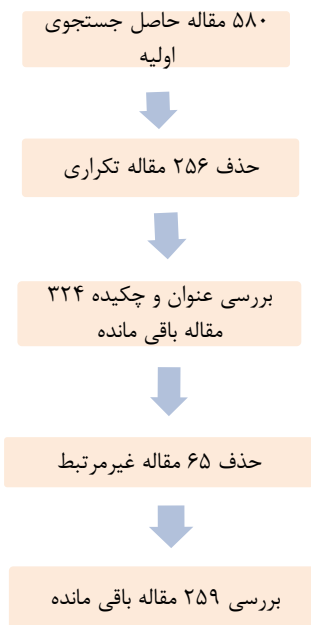 ۵۸۰ مقاله حاصل جستجوی
اولیه
حذف ۲۵۶ مقاله تکراری
بررسی عنوان و چکیده ۳۲۴
مقاله باقی مانده
حذف ۶۵ مقاله غیرمرتبط
بررسی ۲۵۹ مقاله باقی مانده